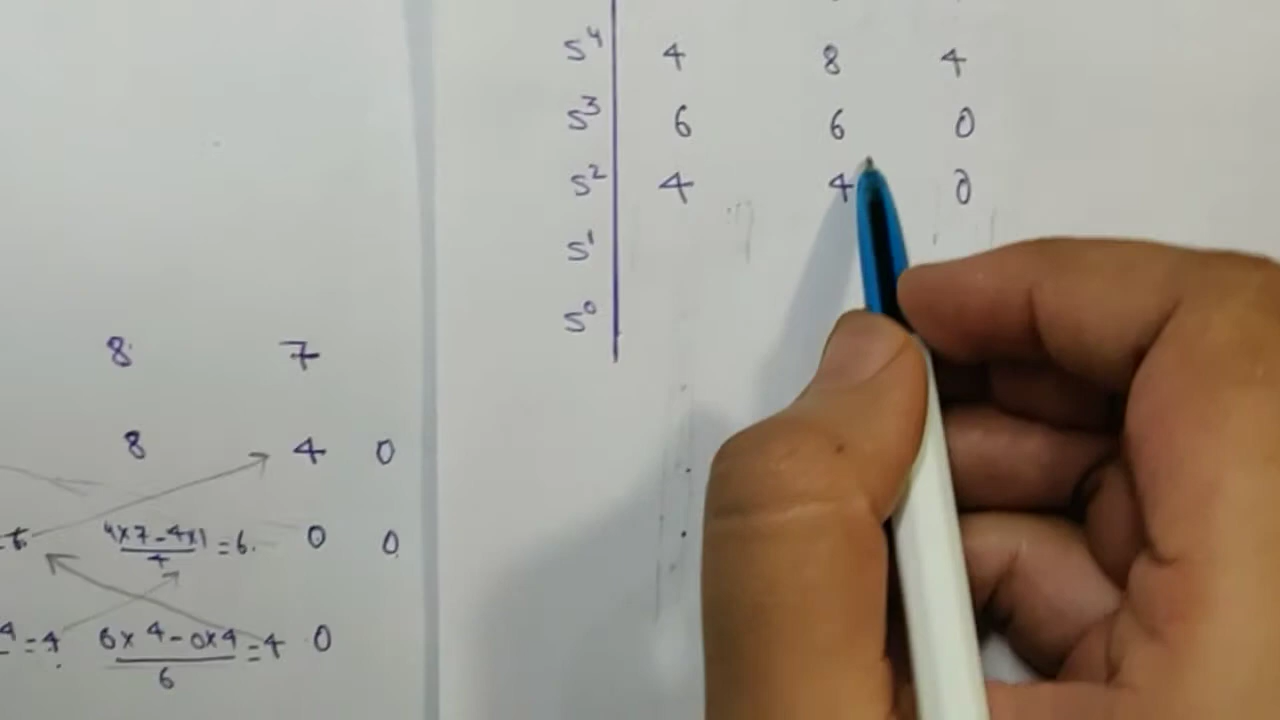 S⁴ 4 8 4
S³ 6 6 0
S² 4 4 0
S¹
S⁰
8 7
8 4 0
4×7-4×1/4 =6. 0 0
4 =4 6×4-0×4/6 =4 0